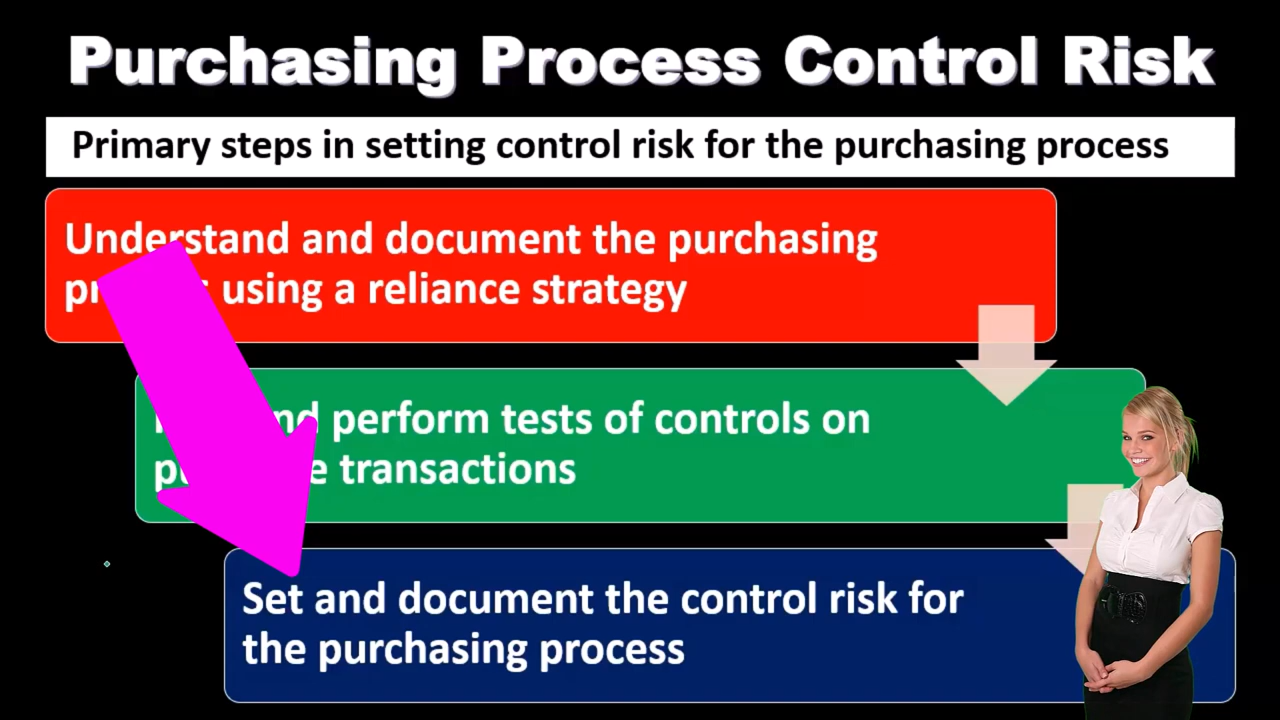 Purchasing Process Control Risk
Primary steps in setting control risk for the purchasing process
Understand and document the purchasing
using a reliance strategy
perform tests of controls on
transactions
Set and document the control risk for
the purchasing process